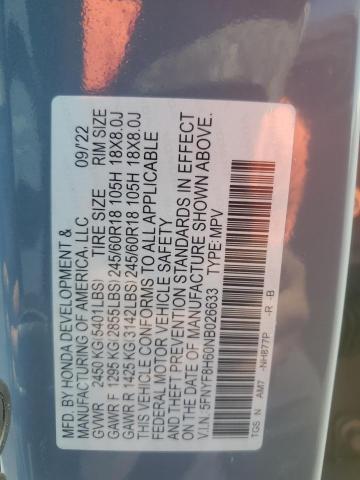 MFD. BY HONDA DEVELOPMENT & 09/'22
MANUFACTURING OF AMERICA, LLC
TIRE SIZE RIM SIZE
GVWR 2450 KG(5401LBS)
GAWR F 1295 KG(2855LBS) 245/60R18 105H 18X8.0J
GAWR R 1425 KG(3142LBS) 245/60R18 105H 18X8.0J
THIS VEHICLE CONFORMS TO ALL APPLICABLE
FEDERAL MOTOR VEHICLE SAFETY
AND THEFT PREVENTION STANDARDS IN EFFECT
ON THE DATE OF MANUFACTURE SHOWN ABOVE.
V.I.N. 5FNYF8H60NB026633 TYPE:MPV
TGS N AM7 -NH877P -R -B